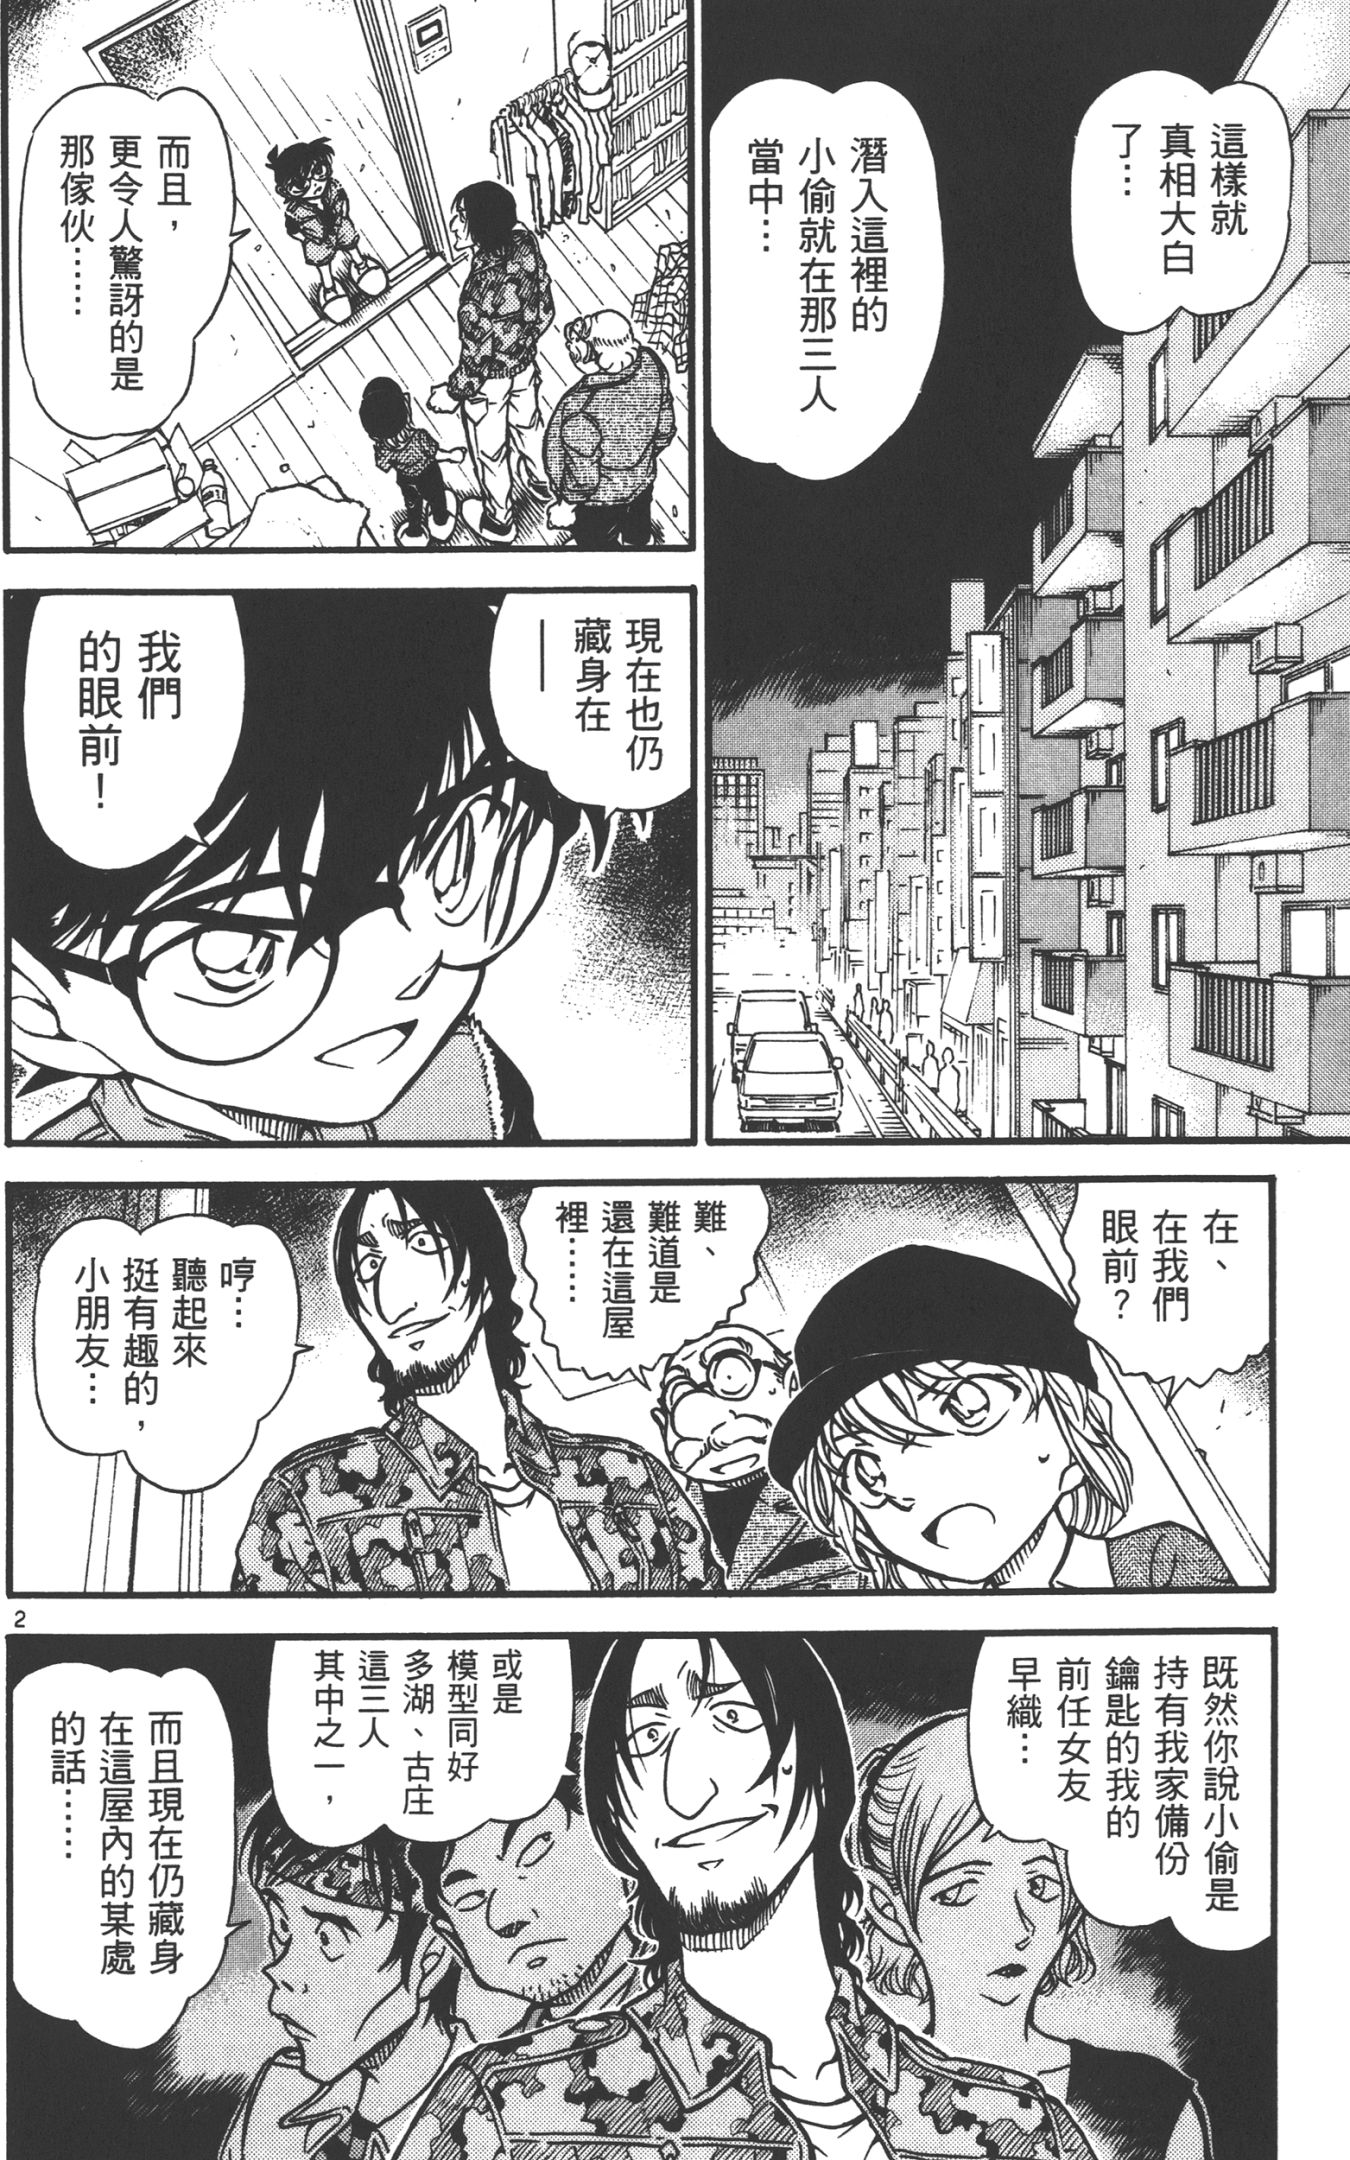 這樣就
真相大白
了…
潛入這裡的
小偷就在那三人
當中…
而且，
更令人驚訝的是
那傢伙……
現在也仍
藏身在
——
我們
的眼前！
在、
在我們
眼前？
難、
難道是
還在這屋
裡……
哼…
聽起來
挺有趣的，
小朋友…
2
既然你說小偷是
持有我家備份
鑰匙的我的
前任女友
早織…
或是
模型同好
多湖、古庄
這三人
其中之一，
而且現在仍藏身
在這屋內的某處
的話……